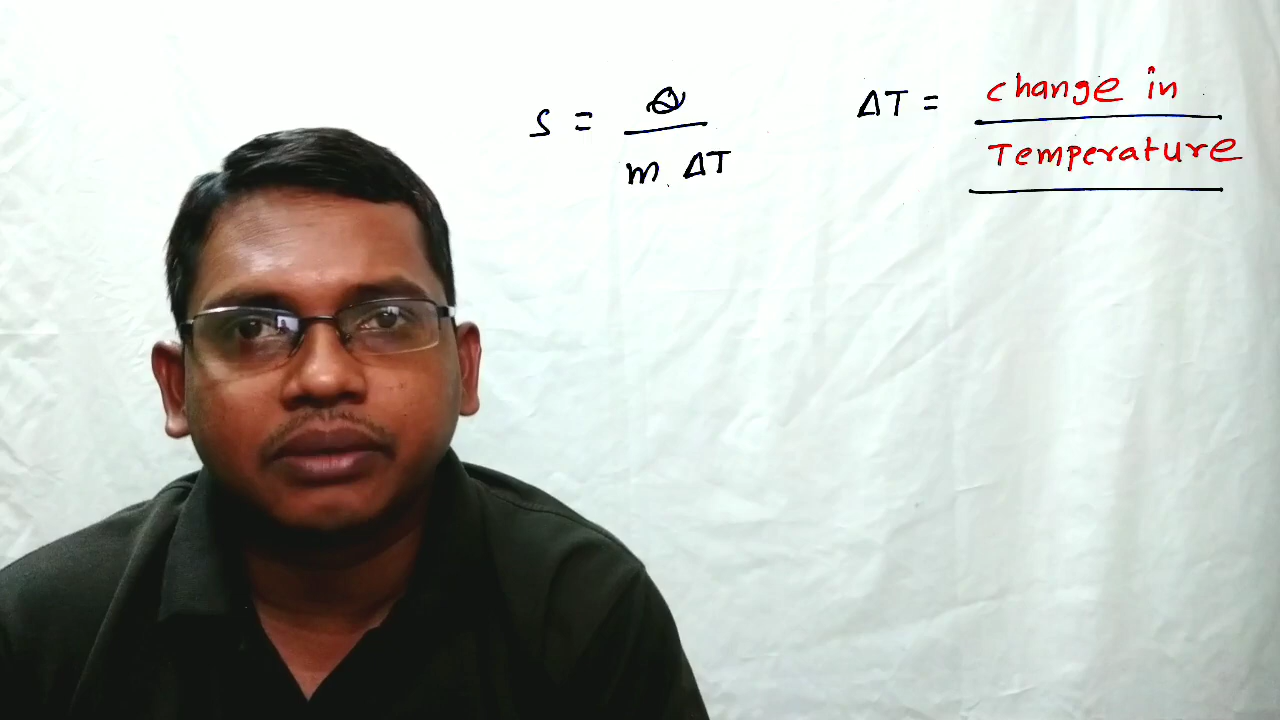 s = Q / m. ΔT
ΔT = change in
Temperature